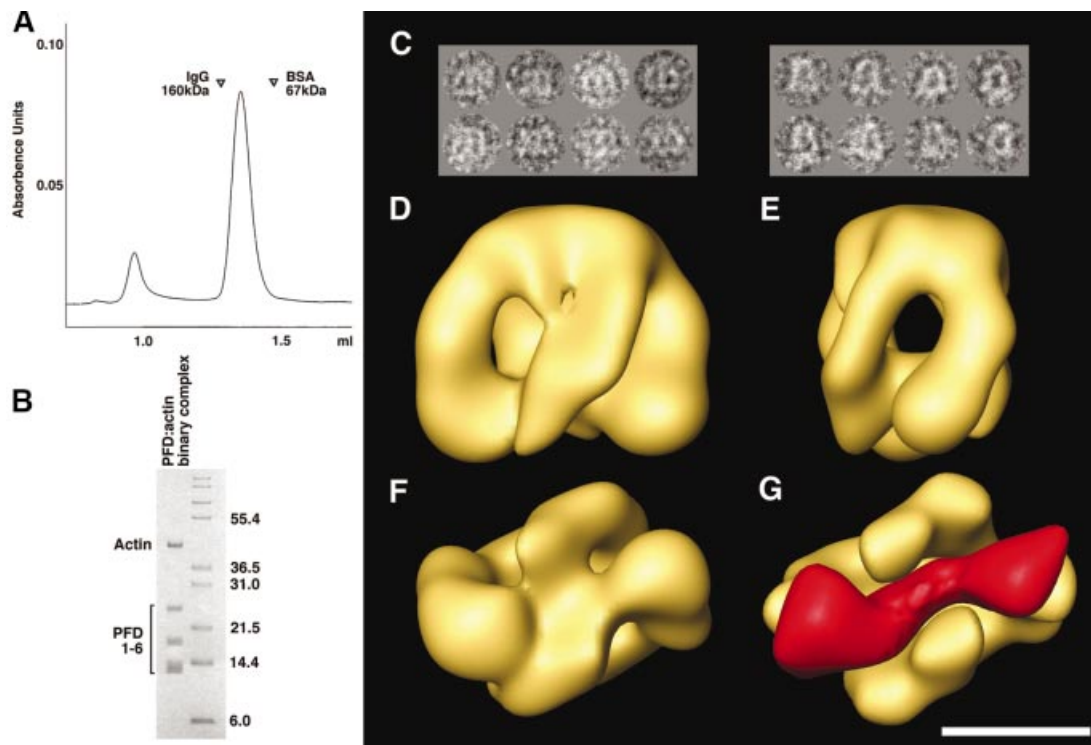 A
0.10
IgG
160kDa
BSA
67kDa
Absorbence Units
0.05
1.0
1.5
ml
B
PFD:actin
binary complex
Actin
PFD
1-6
55.4
36.5
31.0
21.5
14.4
6.0
C
D
E
F
G